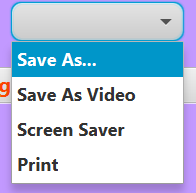 Save As...
Save As Video
Screen Saver
Print